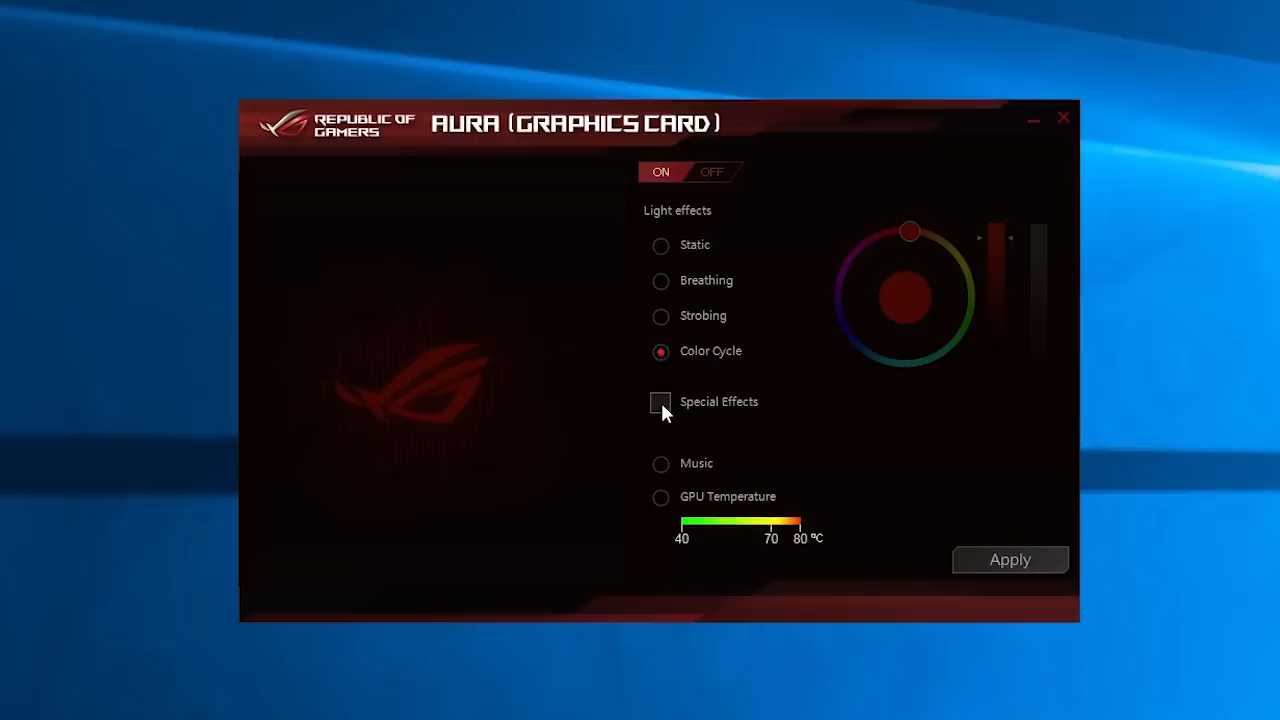 REPUBLIC OF
GAMERS
AURA (GRAPHICS CARD)
ON OFF
Light effects
Static
Breathing
Strobing
Color Cycle
Special Effects
Music
GPU Temperature
40 70 80 °C
Apply